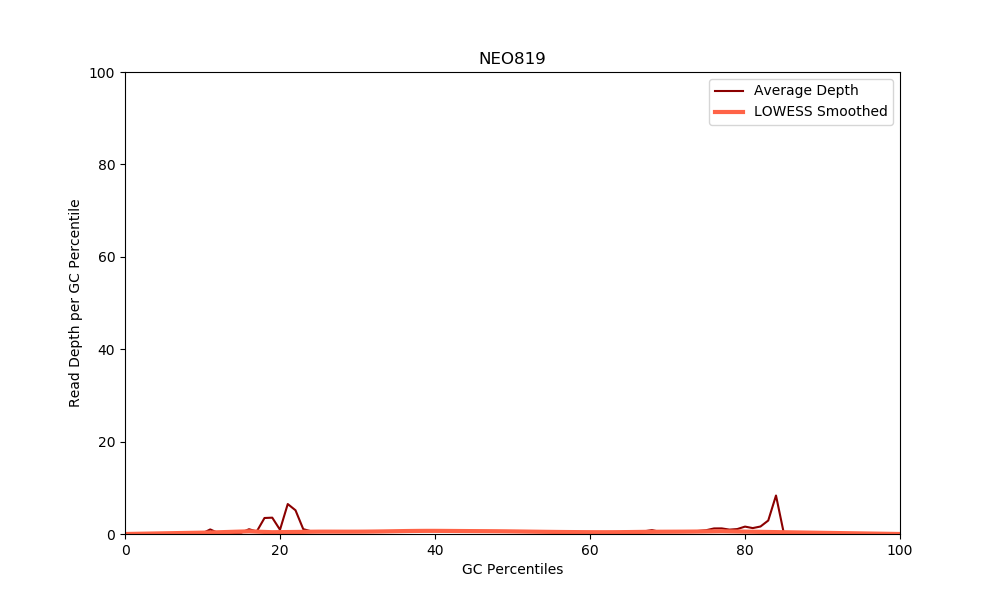 NEO819
Average Depth
LOWESS Smoothed
Read Depth per GC Percentile
100
80
60
40
20
0
0 20 40 60 80 100
GC Percentiles